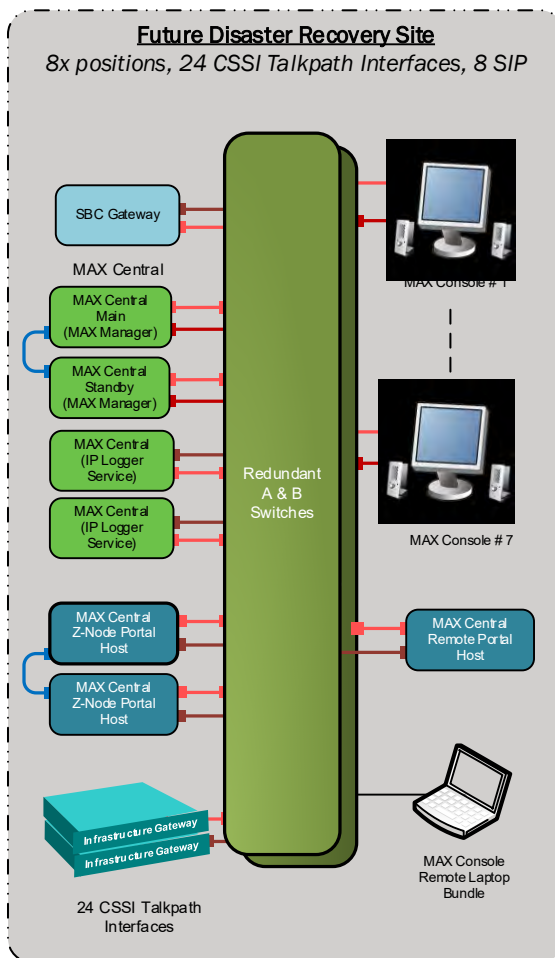 Future Disaster Recovery Site
8x positions, 24 CSSI Talkpath Interfaces, 8 SIP
SBC Gateway
MAX Central
MAX Central
Main
(MAX Manager)
MAX Central
Standby
(MAX Manager)
MAX Central
(IP Logger
Service)
MAX Central
(IP Logger
Service)
MAX Central
Z-Node Portal
Host
MAX Central
Z-Node Portal
Host
Infrastructure Gateway
Infrastructure Gateway
24 CSSI Talkpath
Interfaces
Redundant
A & B
Switches
MAX Console # 1
MAX Console # 7
MAX Central
Remote Portal
Host
MAX Console
Remote Laptop
Bundle